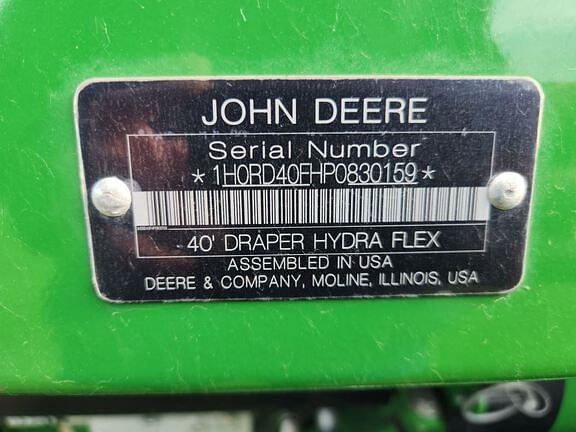 JOHN DEERE
Serial Number
*1H0RD40FHP0830159*
40' DRAPER HYDRA FLEX
ASSEMBLED IN USA
DEERE & COMPANY, MOLINE, ILLINOIS, USA